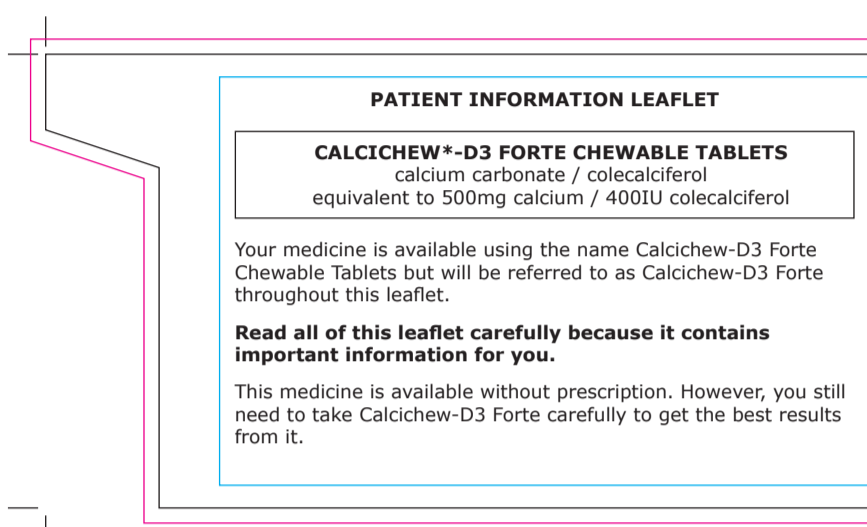 PATIENT INFORMATION LEAFLET
CALCICHEW*-D3 FORTE CHEWABLE TABLETS
calcium carbonate / colecalciferol
equivalent to 500mg calcium / 400IU colecalciferol
Your medicine is available using the name Calcichew-D3 Forte
Chewable Tablets but will be referred to as Calcichew-D3 Forte
throughout this leaflet.
Read all of this leaflet carefully because it contains
important information for you.
This medicine is available without prescription. However, you still
need to take Calcichew-D3 Forte carefully to get the best results
from it.